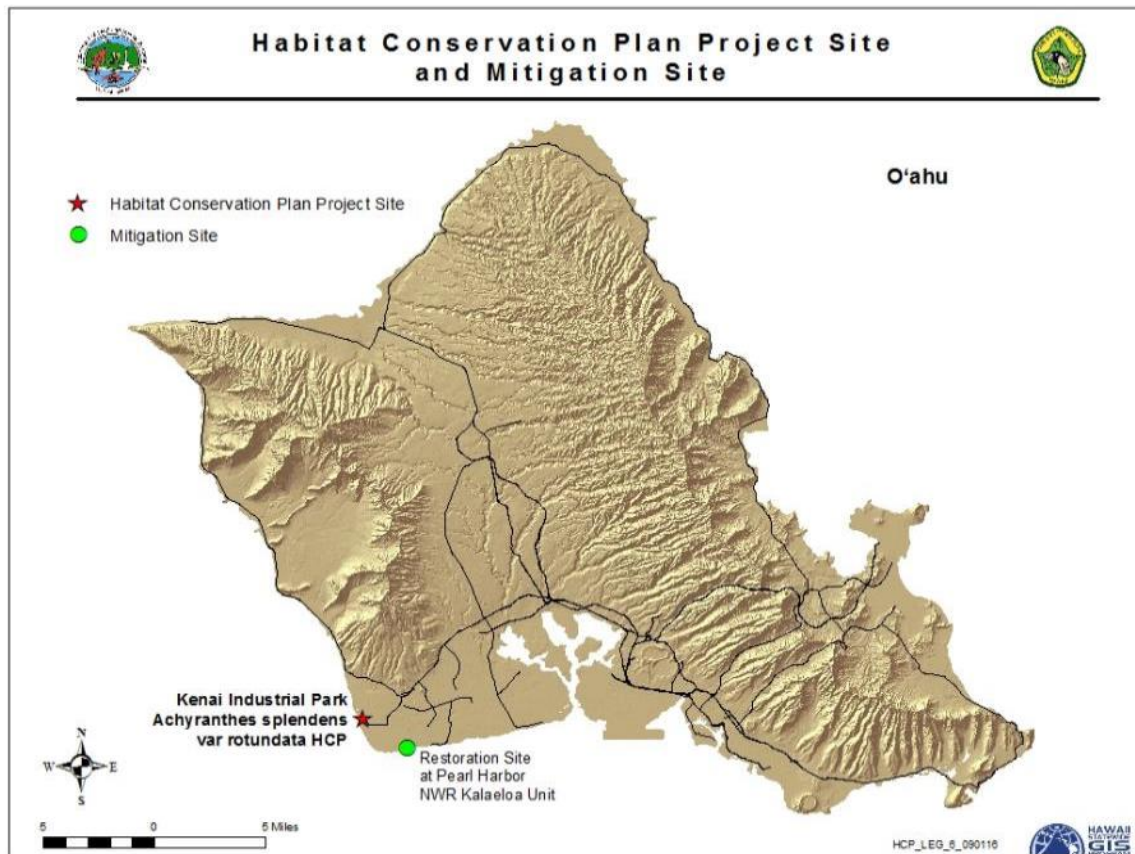 Habitat Conservation Plan Project Site
and Mitigation Site
O‘ahu
Habitat Conservation Plan Project Site
Mitigation Site
Kenai Industrial Park
Achyranthes splendens
var rotundata HCP
Restoration Site
at Pearl Harbor
NWR Kalaeloa Unit
N
W E
S
5 0 5 Miles
HCP_LEG_6_090116
HAWAII
STATEWIDE
GIS